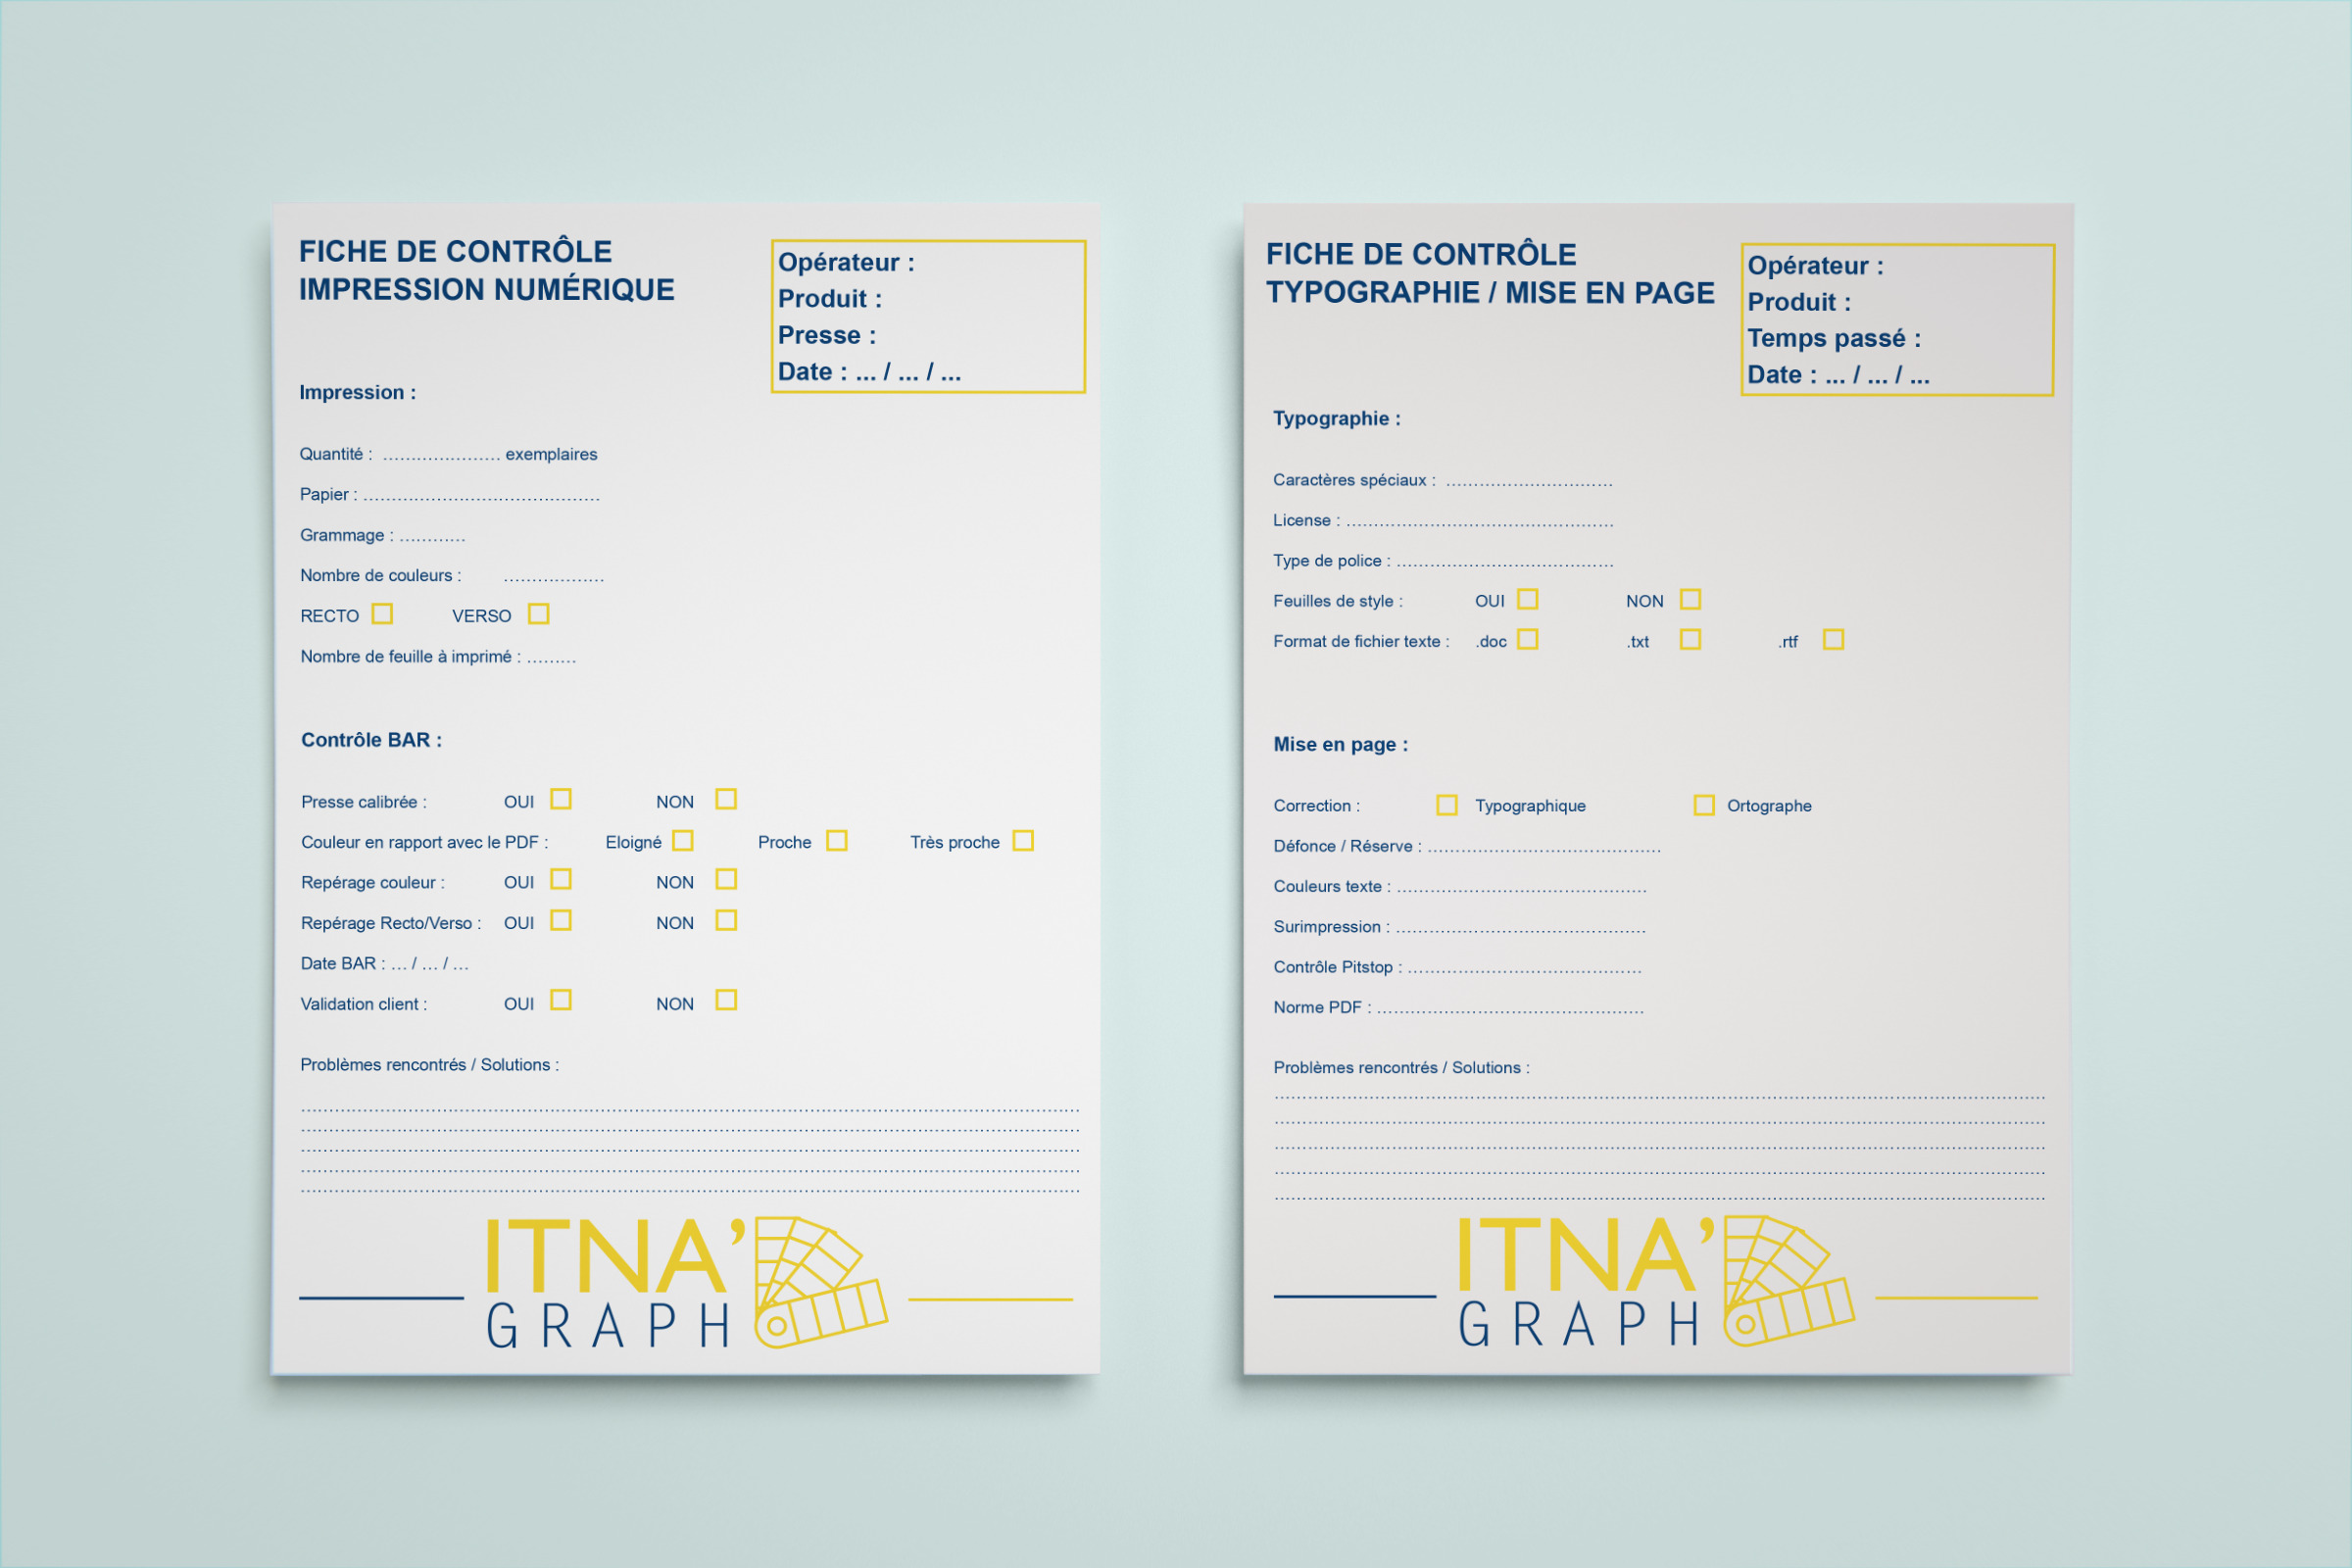 FICHE DE CONTRÔLE
IMPRESSION NUMÉRIQUE
Opérateur :
Produit :
Presse :
Date : ... / ... / ...
Impression :
Quantité : ..................... exemplaires
Papier : ..........................................
Grammage : ............
Nombre de couleurs : ..................
RECTO VERSO
Nombre de feuille à imprimé : .........
Contrôle BAR :
Presse calibrée : OUI NON
Couleur en rapport avec le PDF : Eloigné Proche Très proche
Repérage couleur : OUI NON
Repérage Recto/Verso : OUI NON
Date BAR : ... / ... / ...
Validation client : OUI NON
Problèmes rencontrés / Solutions :
ITNA’
GRAPH
FICHE DE CONTRÔLE
TYPOGRAPHIE / MISE EN PAGE
Opérateur :
Produit :
Temps passé :
Date : ... / ... / ...
Typographie :
Caractères spéciaux : ..............................
License : ................................................
Type de police : .......................................
Feuilles de style : OUI NON
Format de fichier texte : .doc .txt .rtf
Mise en page :
Correction : Typographique Ortographe
Défonce / Réserve : ..........................................
Couleurs texte : .............................................
Surimpression : .............................................
Contrôle Pitstop : ..........................................
Norme PDF : ................................................
Problèmes rencontrés / Solutions :
ITNA’
GRAPH